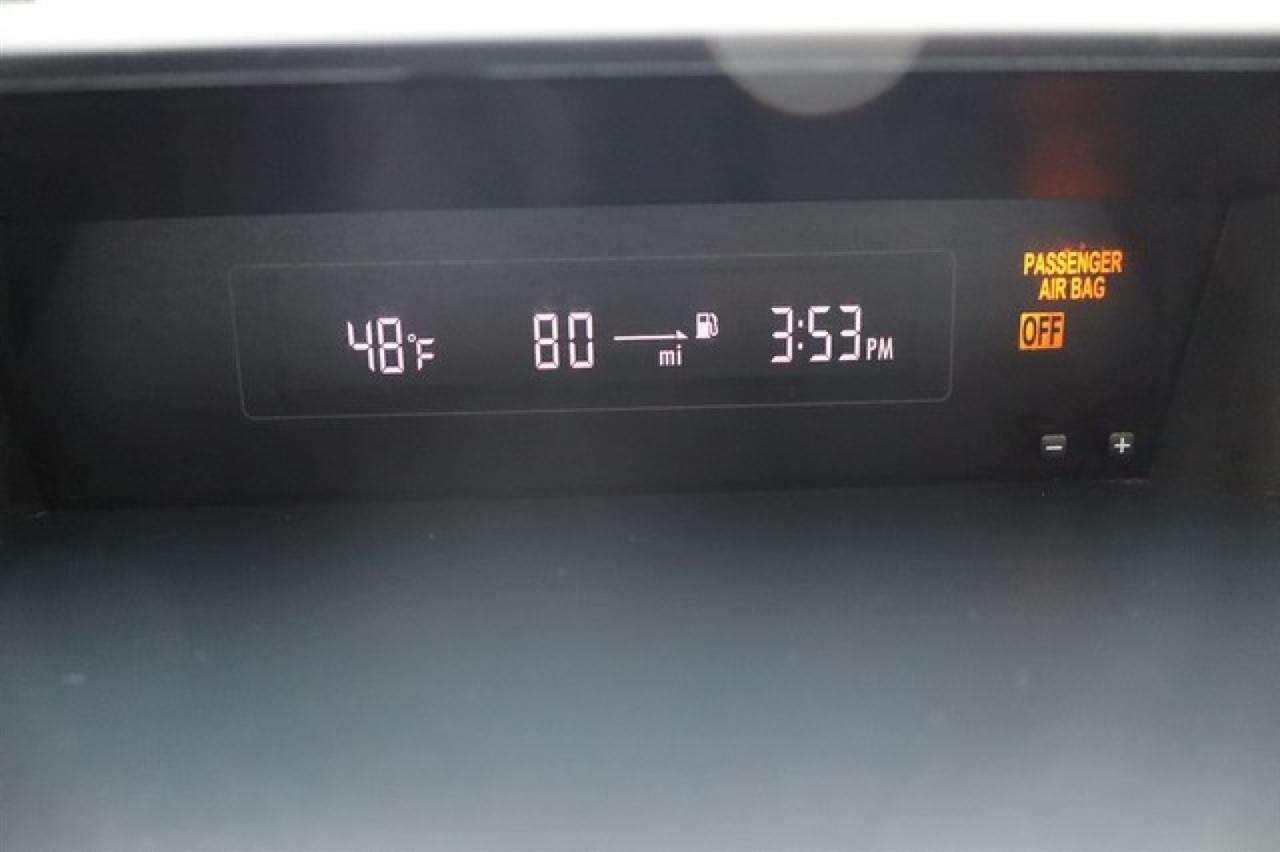 48°F 80 mi 3:53 PM
PASSENGER
AIR BAG
OFF
− +